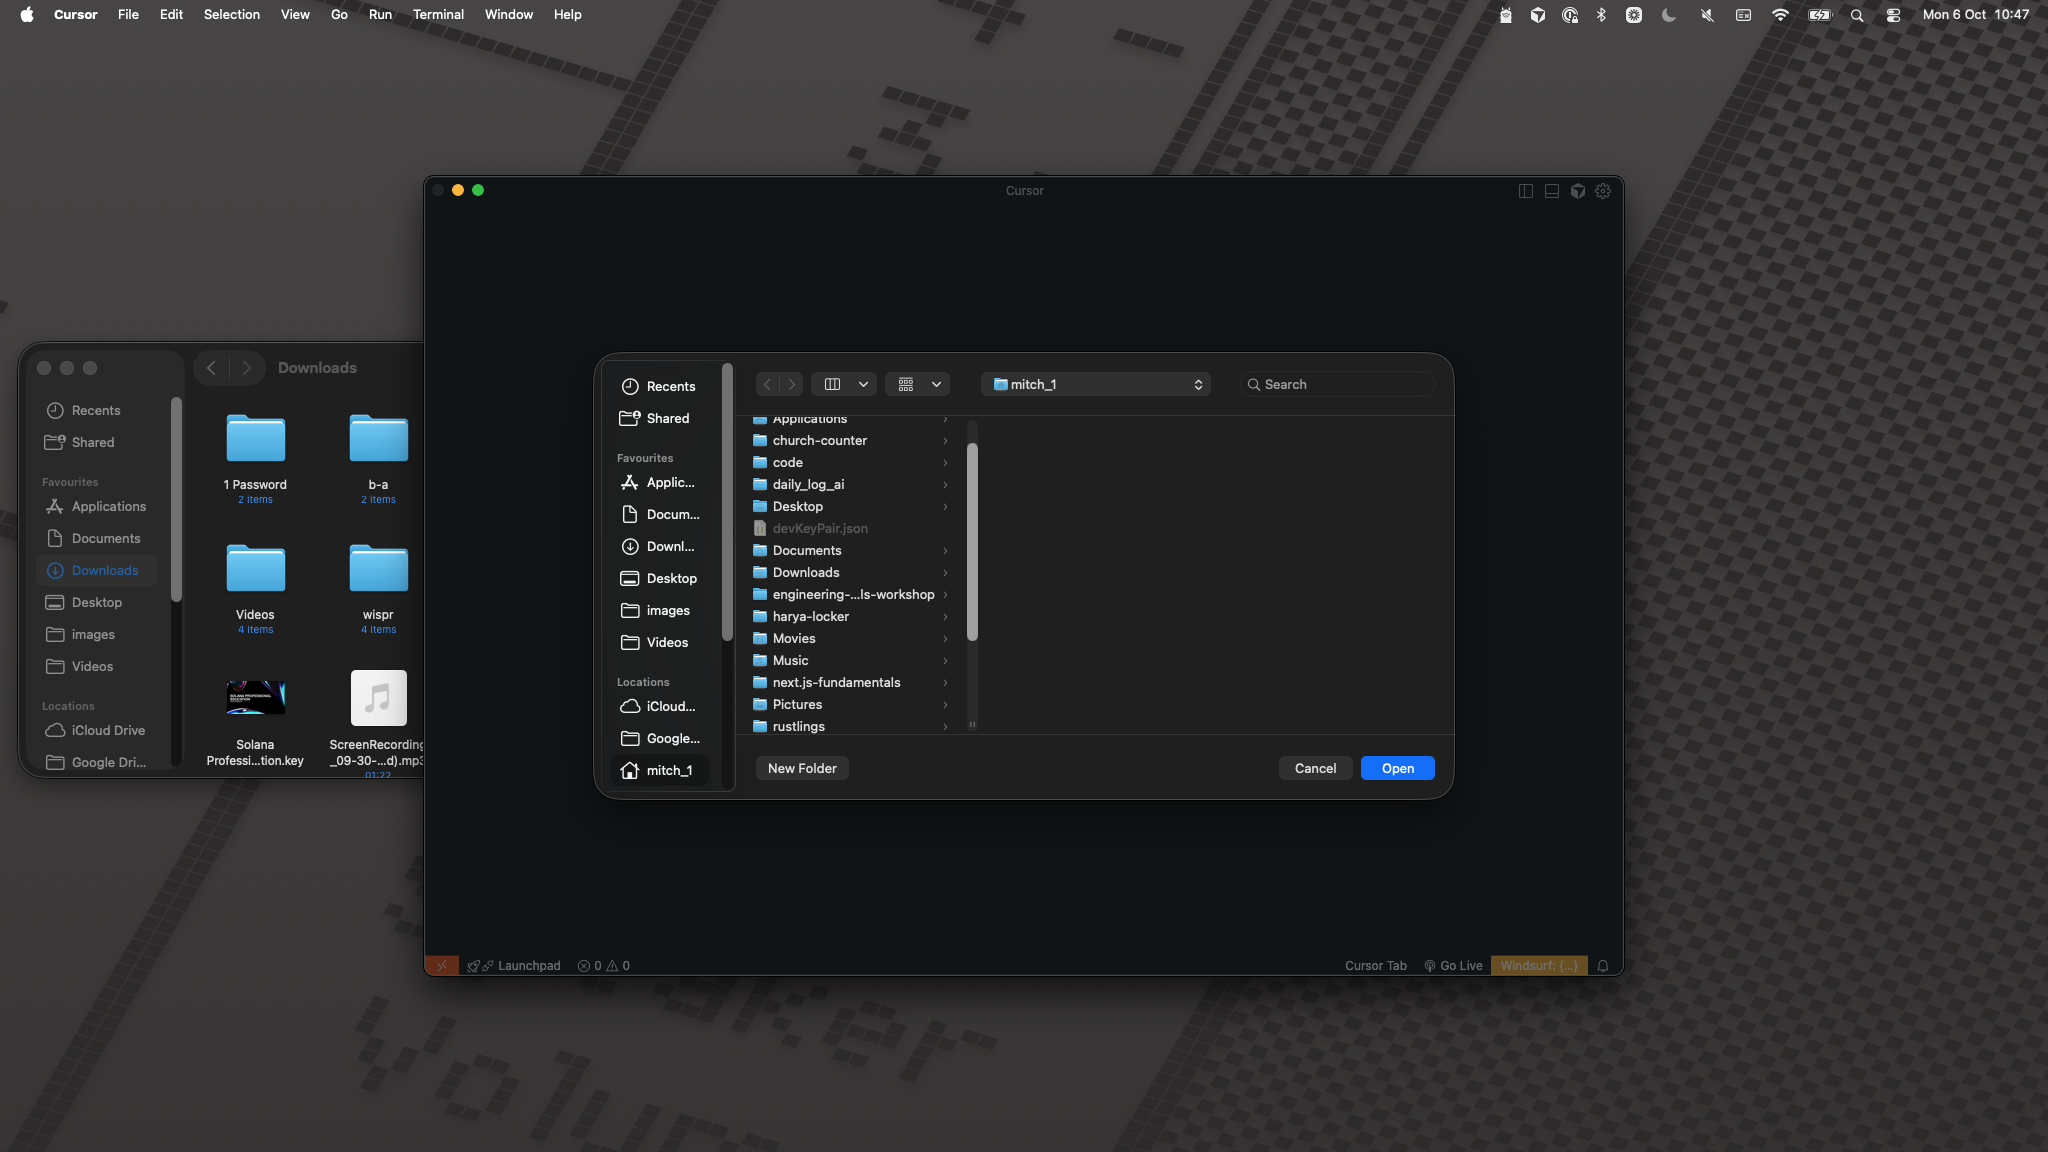 Cursor File Edit Selection View Go Run Terminal Window Help
Mon 6 Oct 10:47
Cursor
Downloads
Recents
Shared
Favourites
Applications
Documents
Downloads
Desktop
images
Videos
Locations
iCloud Drive
Google Dri...
1 Password
2 items
b-a
2 items
Videos
4 items
wispr
4 items
Solana
Professi...tion.key
ScreenRecording
_09-30-...d).mp3
01:22
Recents
Shared
Favourites
Applic...
Docum...
Downl...
Desktop
images
Videos
Locations
iCloud...
Google...
mitch_1
mitch_1
Search
Applications
church-counter
code
daily_log_ai
Desktop
devKeyPair.json
Documents
Downloads
engineering-...ls-workshop
harya-locker
Movies
Music
next.js-fundamentals
Pictures
rustlings
New Folder
Cancel
Open
Launchpad 0 0
Cursor Tab Go Live Windsurf: {...}